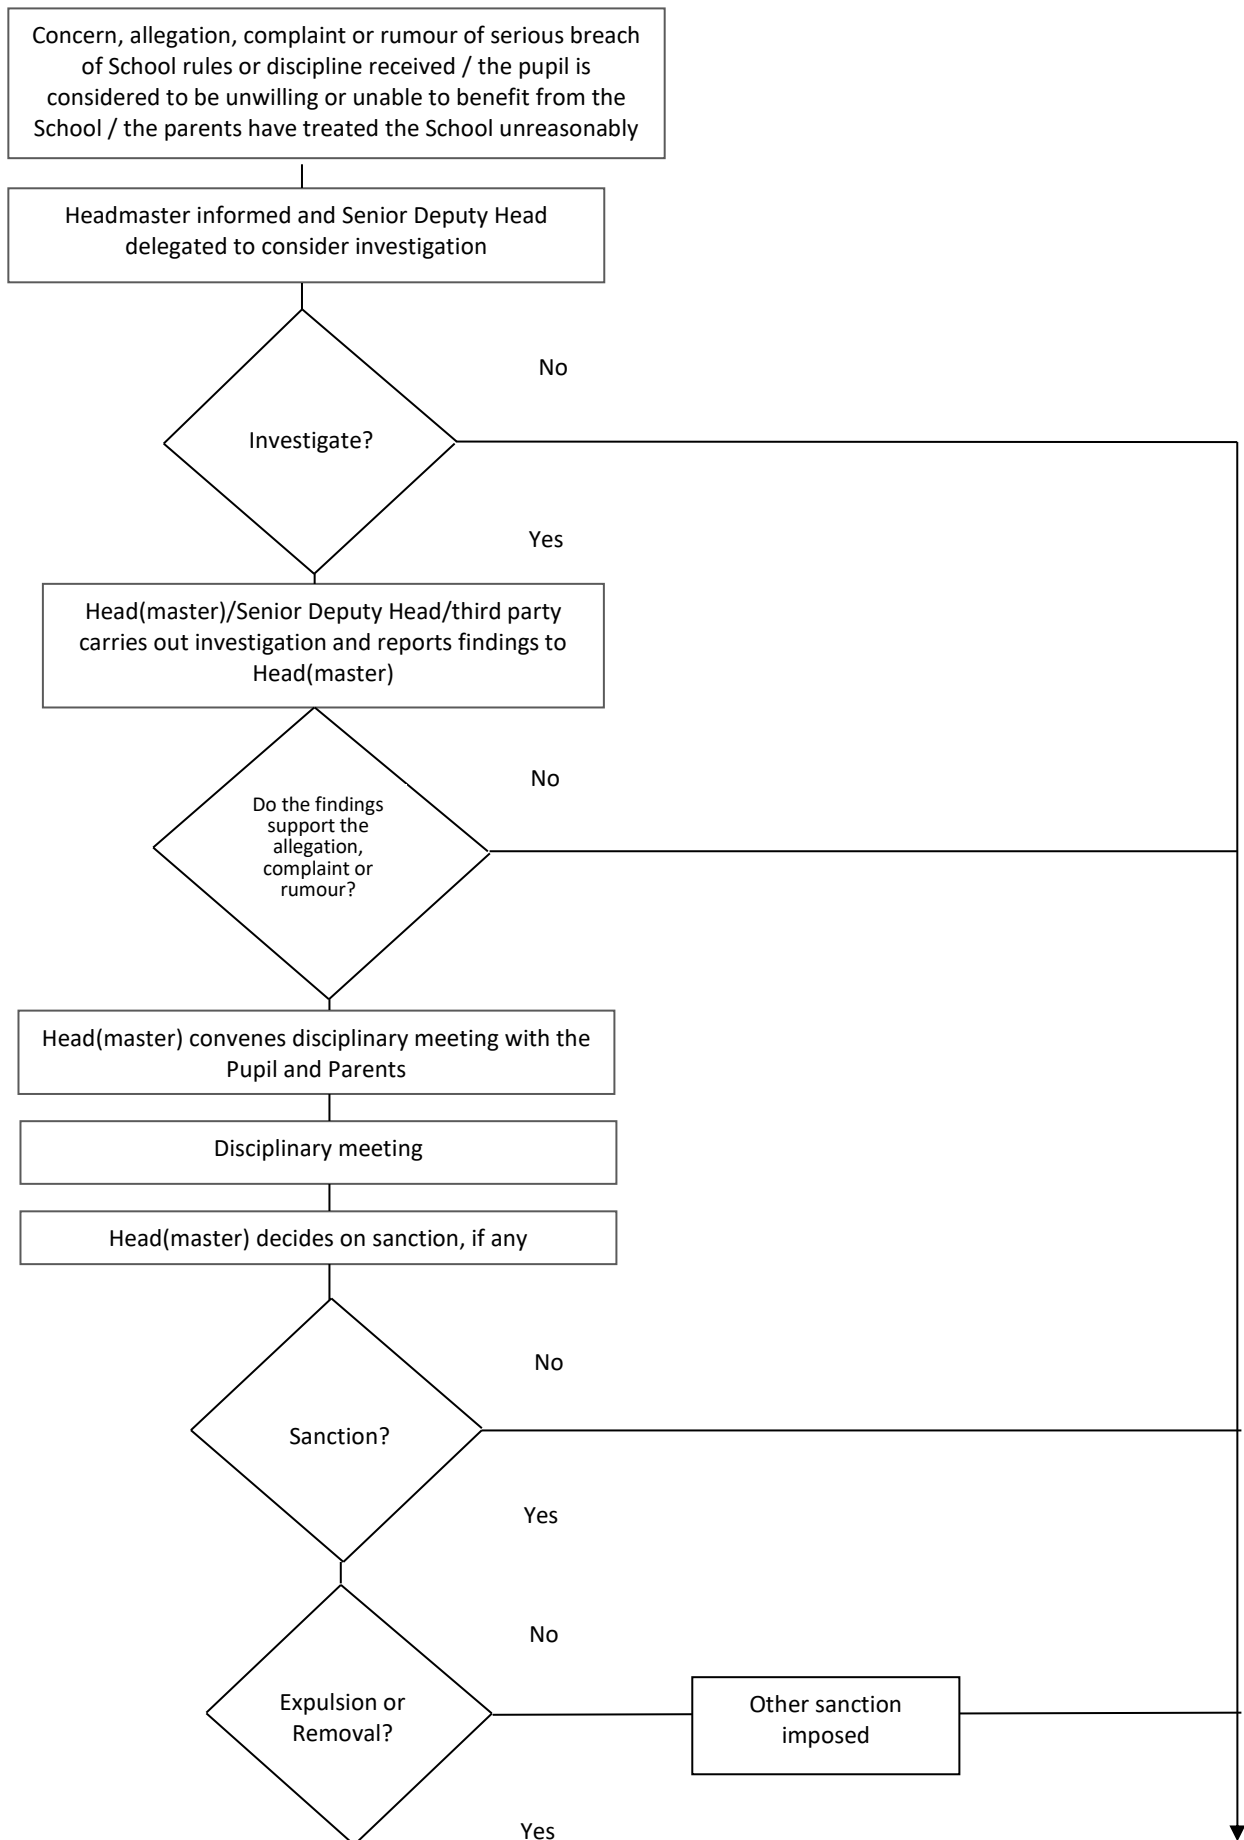 Concern, allegation, complaint or rumour of serious breach
of School rules or discipline received / the pupil is
considered to be unwilling or unable to benefit from the
School / the parents have treated the School unreasonably
Headmaster informed and Senior Deputy Head
delegated to consider investigation
No
Investigate?
Yes
Head(master)/Senior Deputy Head/third party
carries out investigation and reports findings to
Head(master)
No
Do the findings
support the
allegation,
complaint or
rumour?
Head(master) convenes disciplinary meeting with the
Pupil and Parents
Disciplinary meeting
Head(master) decides on sanction, if any
No
Sanction?
Yes
No
Expulsion or
Removal?
Other sanction
imposed
Yes